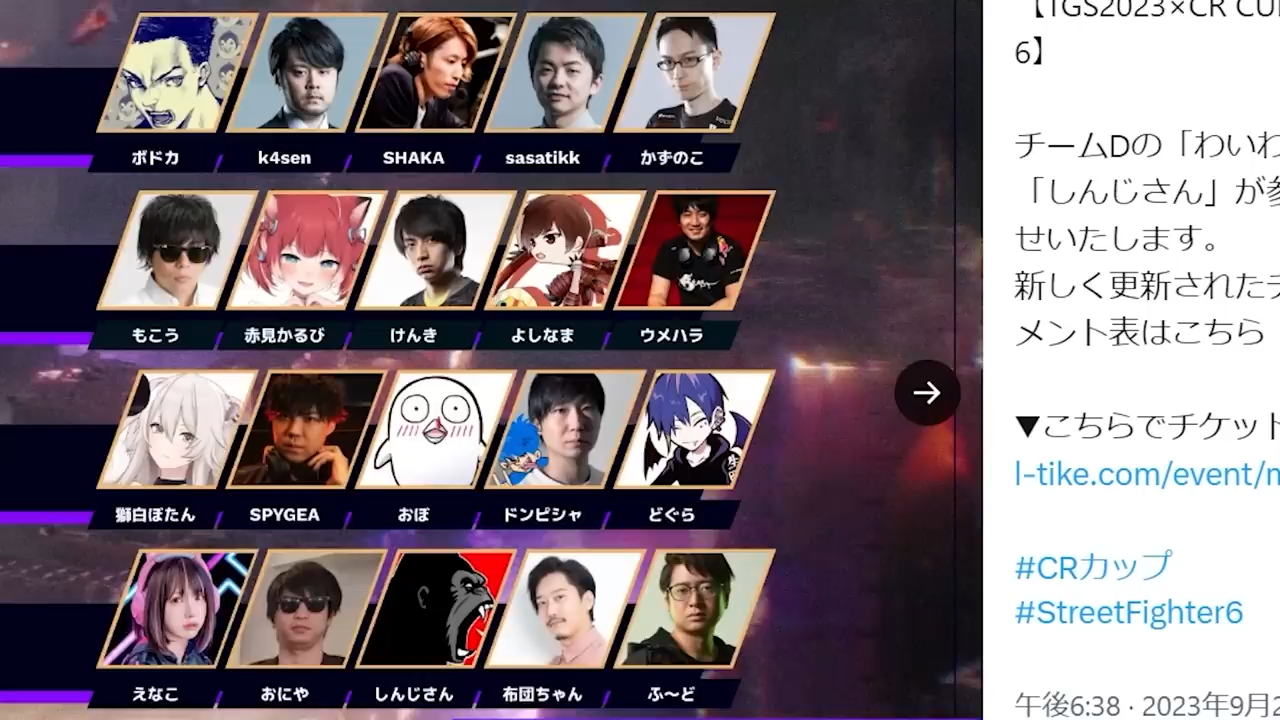 ボドカ k4sen SHAKA sasatikk かずのこ
もこう 赤見かるび けんき よしなま ウメハラ
獅白ぼたん SPYGEA おぼ ドンピシャ どぐら
えなこ おにや しんじさん 布団ちゃん ふ～ど
【TGS2023×CR CU
6】
チームDの「わいわ
「しんじさん」が参
せいたします。
新しく更新されたチ
メント表はこちら
▼こちらでチケット
l-tike.com/event/m
#CRカップ
#StreetFighter6
午後6:38 · 2023年9月2